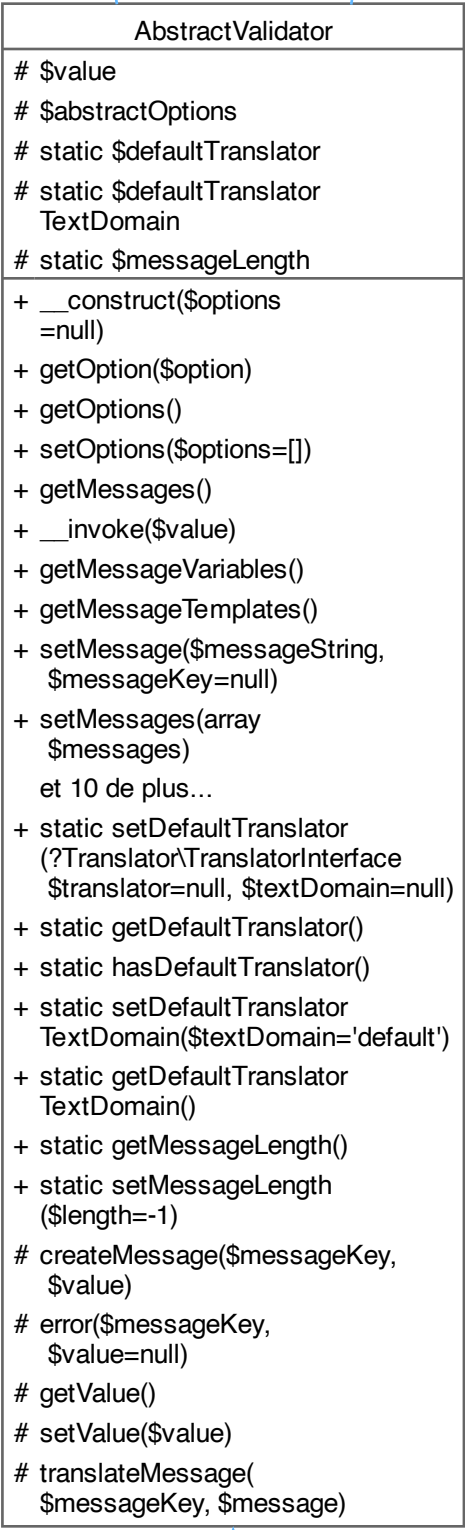 AbstractValidator
# $value
# $abstractOptions
# static $defaultTranslator
# static $defaultTranslator
TextDomain
# static $messageLength
+ __construct($options
=null)
+ getOption($option)
+ getOptions()
+ setOptions($options=[])
+ getMessages()
+ __invoke($value)
+ getMessageVariables()
+ getMessageTemplates()
+ setMessage($messageString,
$messageKey=null)
+ setMessages(array
$messages)
et 10 de plus...
+ static setDefaultTranslator
(?Translator\TranslatorInterface
$translator=null, $textDomain=null)
+ static getDefaultTranslator()
+ static hasDefaultTranslator()
+ static setDefaultTranslator
TextDomain($textDomain='default')
+ static getDefaultTranslator
TextDomain()
+ static getMessageLength()
+ static setMessageLength
($length=-1)
# createMessage($messageKey,
$value)
# error($messageKey,
$value=null)
# getValue()
# setValue($value)
# translateMessage(
$messageKey, $message)